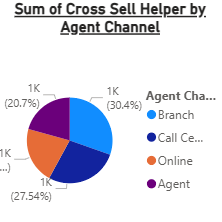 Sum of Cross Sell Helper by
Agent Channel
1K
(20.7%)
1K
(30.4%)
1K
...)
1K
(27.54%)
Agent Cha...
Branch
Call Ce...
Online
Agent